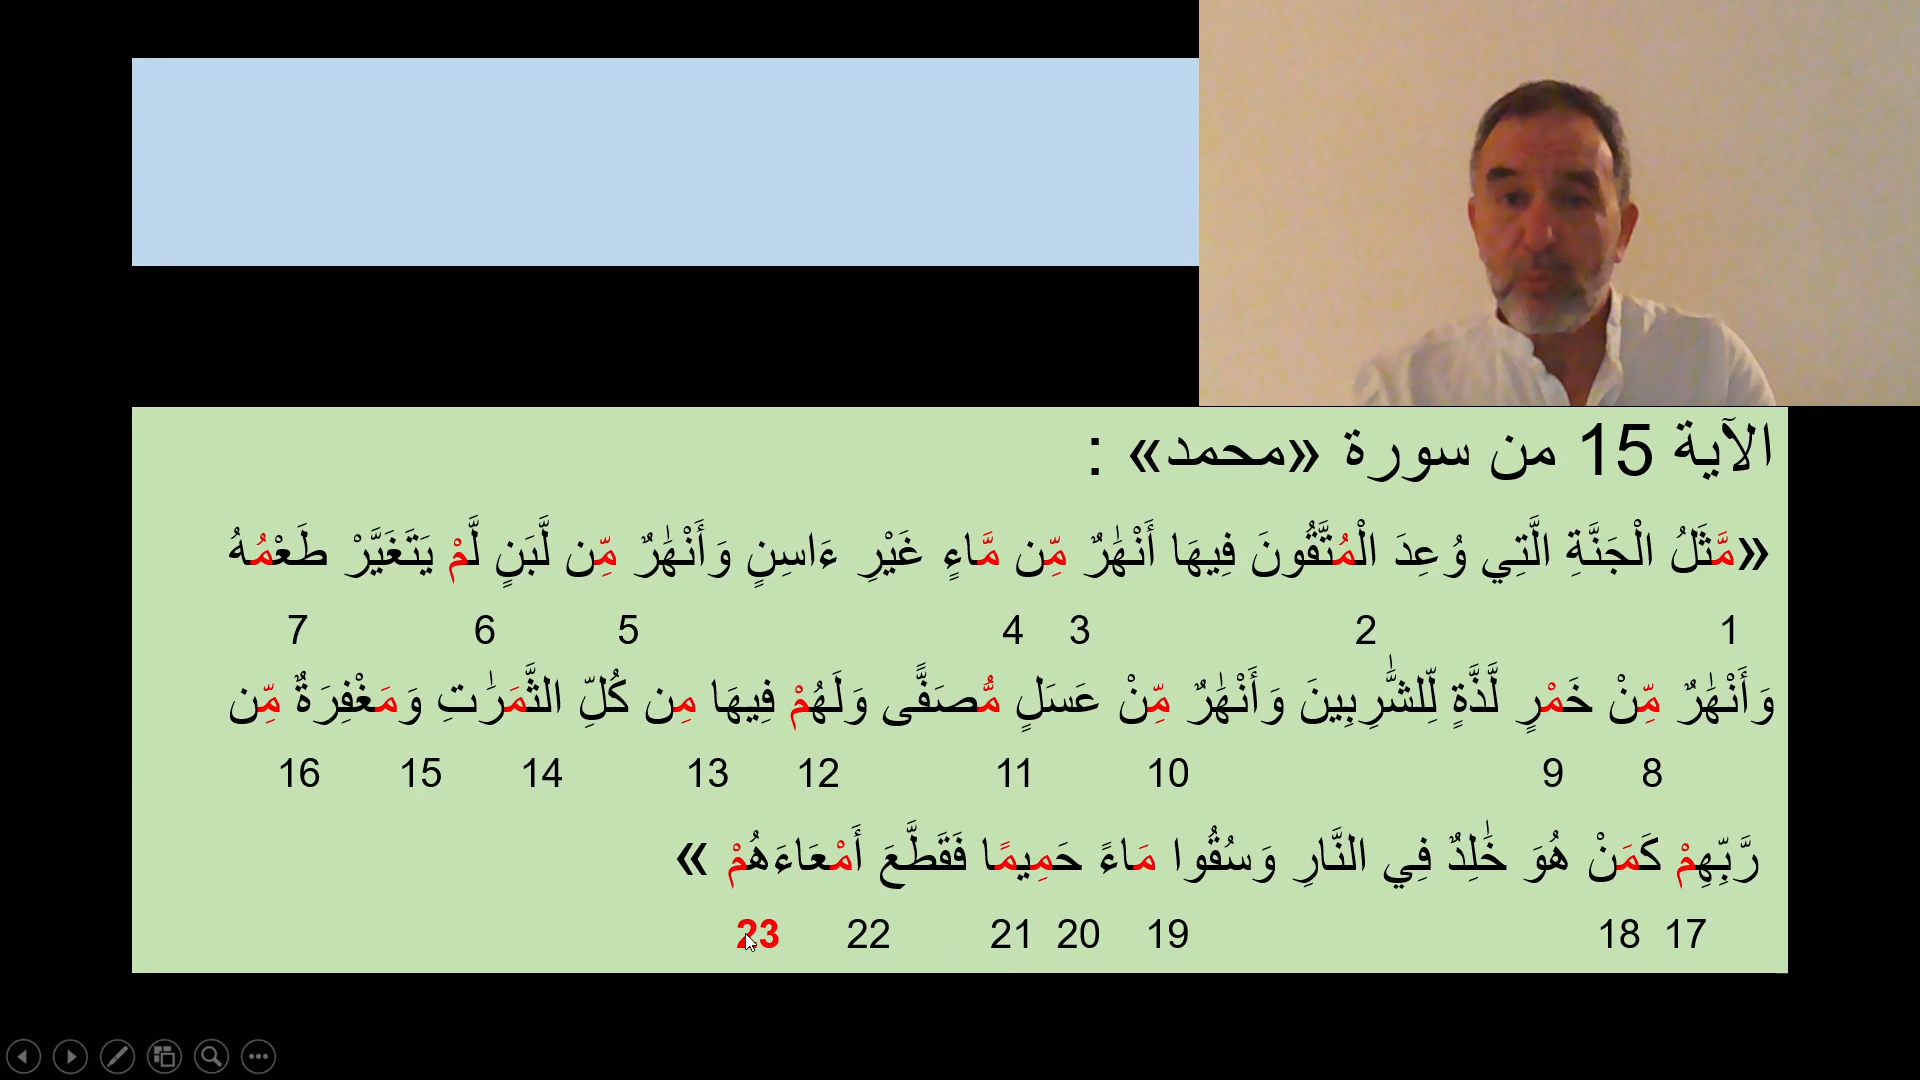 الآية 15 من سورة «محمد» :
«مَّثَلُ الْجَنَّةِ الَّتِي وُعِدَ الْمُتَّقُونَ فِيهَا أَنْهَٰرٌ مِّن مَّاءٍ غَيْرِ ءَاسِنٍ وَأَنْهَٰرٌ مِّن لَّبَنٍ لَّمْ يَتَغَيَّرْ طَعْمُهُ
1 2 3 4 5 6 7
وَأَنْهَٰرٌ مِّنْ خَمْرٍ لَّذَّةٍ لِّلشَّٰرِبِينَ وَأَنْهَٰرٌ مِّنْ عَسَلٍ مُّصَفًّى وَلَهُمْ فِيهَا مِن كُلِّ الثَّمَرَٰتِ وَمَغْفِرَةٌ مِّن
8 9 10 11 12 13 14 15 16
رَّبِّهِمْ كَمَنْ هُوَ خَٰلِدٌ فِي النَّارِ وَسُقُوا مَاءً حَمِيمًا فَقَطَّعَ أَمْعَاءَهُمْ »
17 18 19 20 21 22 23